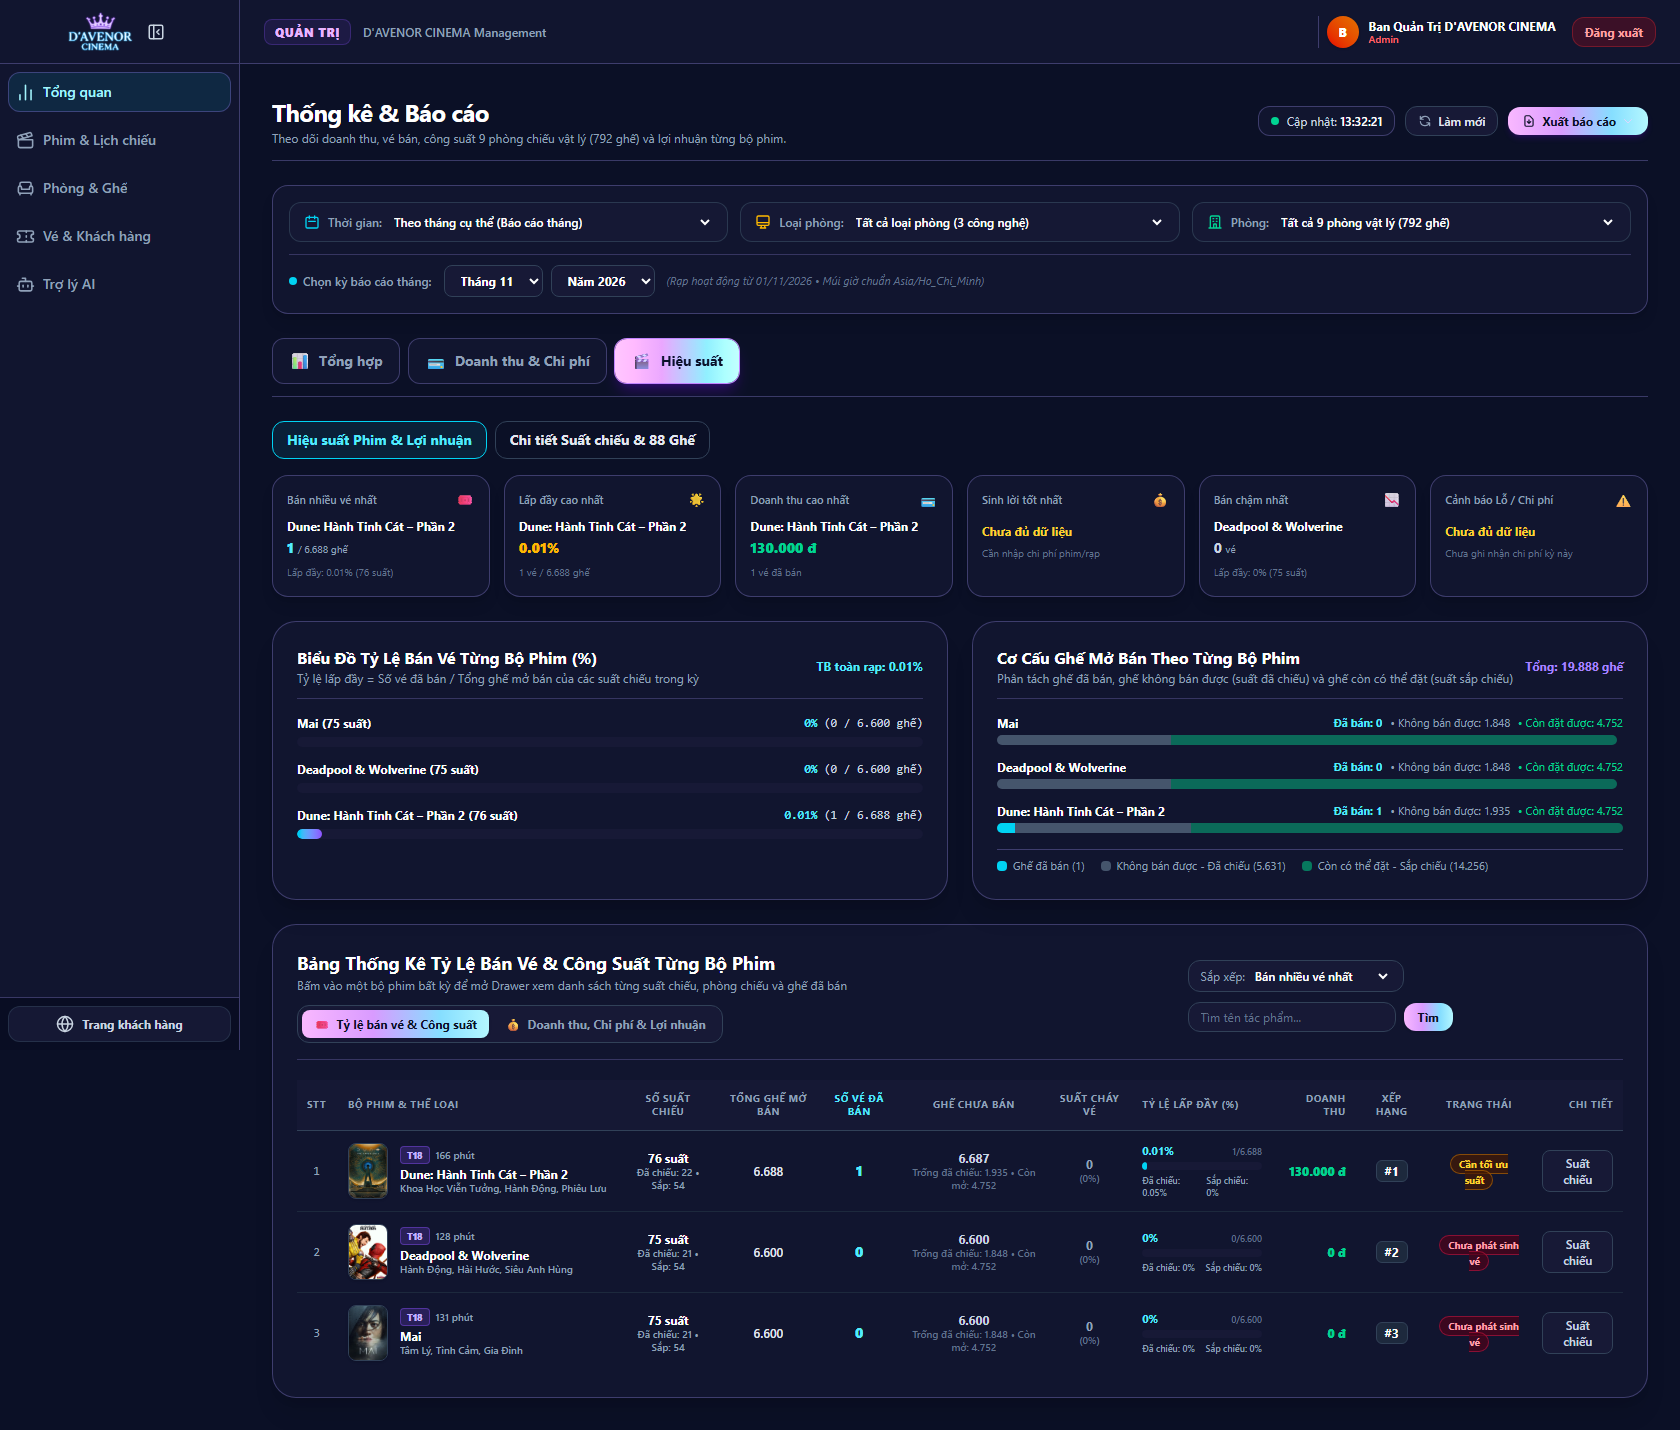 D'AVENOR
CINEMA
QUẢN TRỊ
D'AVENOR CINEMA Management
B
Ban Quản Trị D'AVENOR CINEMA
Admin
Đăng xuất
Tổng quan
Phim & Lịch chiếu
Phòng & Ghế
Vé & Khách hàng
Trợ lý AI
Trang khách hàng
Thống kê & Báo cáo
Theo dõi doanh thu, vé bán, công suất 9 phòng chiếu vật lý (792 ghế) và lợi nhuận từng bộ phim.
Cập nhật: 13:32:21
Làm mới
Xuất báo cáo
Thời gian: Theo tháng cụ thể (Báo cáo tháng)
Loại phòng: Tất cả loại phòng (3 công nghệ)
Phòng: Tất cả 9 phòng vật lý (792 ghế)
Chọn kỳ báo cáo tháng:
Tháng 11
Năm 2026
(Rạp hoạt động từ 01/11/2026 • Múi giờ chuẩn Asia/Ho_Chi_Minh)
Tổng hợp
Doanh thu & Chi phí
Hiệu suất
Hiệu suất Phim & Lợi nhuận
Chi tiết Suất chiếu & 88 Ghế
Bán nhiều vé nhất
Dune: Hành Tinh Cát – Phần 2
1 / 6.688 ghế
Lấp đầy: 0.01% (76 suất)
Lấp đầy cao nhất
Dune: Hành Tinh Cát – Phần 2
0.01%
1 vé / 6.688 ghế
Doanh thu cao nhất
Dune: Hành Tinh Cát – Phần 2
130.000 đ
1 vé đã bán
Sinh lời tốt nhất
Chưa đủ dữ liệu
Cần nhập chi phí phim/rạp
Bán chậm nhất
Deadpool & Wolverine
0 vé
Lấp đầy: 0% (75 suất)
Cảnh báo Lỗ / Chi phí
Chưa đủ dữ liệu
Chưa ghi nhận chi phí kỳ này
Biểu Đồ Tỷ Lệ Bán Vé Từng Bộ Phim (%)
Tỷ lệ lấp đầy = Số vé đã bán / Tổng ghế mở bán của các suất chiếu trong kỳ
TB toàn rạp: 0.01%
Mai (75 suất)
0% (0 / 6.600 ghế)
Deadpool & Wolverine (75 suất)
0% (0 / 6.600 ghế)
Dune: Hành Tinh Cát – Phần 2 (76 suất)
0.01% (1 / 6.688 ghế)
Cơ Cấu Ghế Mở Bán Theo Từng Bộ Phim
Phân tách ghế đã bán, ghế không bán được (suất đã chiếu) và ghế còn có thể đặt (suất sắp chiếu)
Tổng: 19.888 ghế
Mai
Đã bán: 0 • Không bán được: 1.848 • Còn đặt được: 4.752
Deadpool & Wolverine
Đã bán: 0 • Không bán được: 1.848 • Còn đặt được: 4.752
Dune: Hành Tinh Cát – Phần 2
Đã bán: 1 • Không bán được: 1.935 • Còn đặt được: 4.752
Ghế đã bán (1)
Không bán được - Đã chiếu (5.631)
Còn có thể đặt - Sắp chiếu (14.256)
Bảng Thống Kê Tỷ Lệ Bán Vé & Công Suất Từng Bộ Phim
Bấm vào một bộ phim bất kỳ để mở Drawer xem danh sách từng suất chiếu, phòng chiếu và ghế đã bán
Tỷ lệ bán vé & Công suất
Doanh thu, Chi phí & Lợi nhuận
Sắp xếp: Bán nhiều vé nhất
Tìm tên tác phẩm...
Tìm
STT
BỘ PHIM & THỂ LOẠI
SỐ SUẤT
CHIẾU
TỔNG GHẾ MỞ
BÁN
SỐ VÉ ĐÃ
BÁN
GHẾ CHƯA BÁN
SUẤT CHÁY
VÉ
TỶ LỆ LẤP ĐẦY (%)
DOANH
THU
XẾP
HẠNG
TRẠNG THÁI
CHI TIẾT
1
T18 166 phút
Dune: Hành Tinh Cát – Phần 2
Khoa Học Viễn Tưởng, Hành Động, Phiêu Lưu
76 suất
Đã chiếu: 22 •
Sắp: 54
6.688
1
6.687
Trống đã chiếu: 1.935 • Còn
mở: 4.752
0
(0%)
0.01%
1/6.688
Đã chiếu:
0.05%
Sắp chiếu:
0%
130.000 đ
#1
Cần tối ưu
suất
Suất
chiếu
2
T18 128 phút
Deadpool & Wolverine
Hành Động, Hài Hước, Siêu Anh Hùng
75 suất
Đã chiếu: 21 •
Sắp: 54
6.600
0
6.600
Trống đã chiếu: 1.848 • Còn
mở: 4.752
0
(0%)
0%
0/6.600
Đã chiếu: 0% Sắp chiếu: 0%
0 đ
#2
Chưa phát sinh
vé
Suất
chiếu
3
T18 131 phút
Mai
Tâm Lý, Tình Cảm, Gia Đình
75 suất
Đã chiếu: 21 •
Sắp: 54
6.600
0
6.600
Trống đã chiếu: 1.848 • Còn
mở: 4.752
0
(0%)
0%
0/6.600
Đã chiếu: 0% Sắp chiếu: 0%
0 đ
#3
Chưa phát sinh
vé
Suất
chiếu